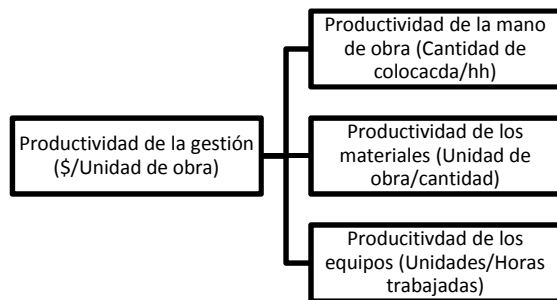 Productividad de la mano
de obra (Cantidad de
colocacda/hh)
Productividad de la gestión
($/Unidad de obra)
Productividad de los
materiales (Unidad de
obra/cantidad)
Producitivdad de los
equipos (Unidades/Horas
trabajadas)